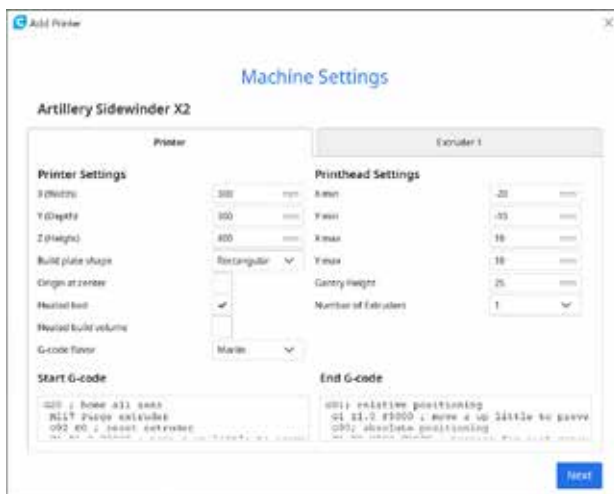 Add Printer
Machine Settings
Artillery Sidewinder X2
Printer
Extruder 1
Printer Settings
Printhead Settings
X (Width)
300
mm
X min
-20
mm
Y (Depth)
300
mm
Y min
-10
mm
Z (Height)
400
mm
X max
10
mm
Build plate shape
Rectangular
Y max
10
mm
Origin at center
Gantry Height
25
mm
Heated bed
Number of Extruders
1
Heated build volume
G-code flavor
Marlin
Start G-code
End G-code
G28 ; home all axes
M117 Purge extruder
G92 E0 ; reset extruder
G91; relative positioning
G1 Z1.0 F3000 ; move z up little to preve
G90; absolute positioning
Next